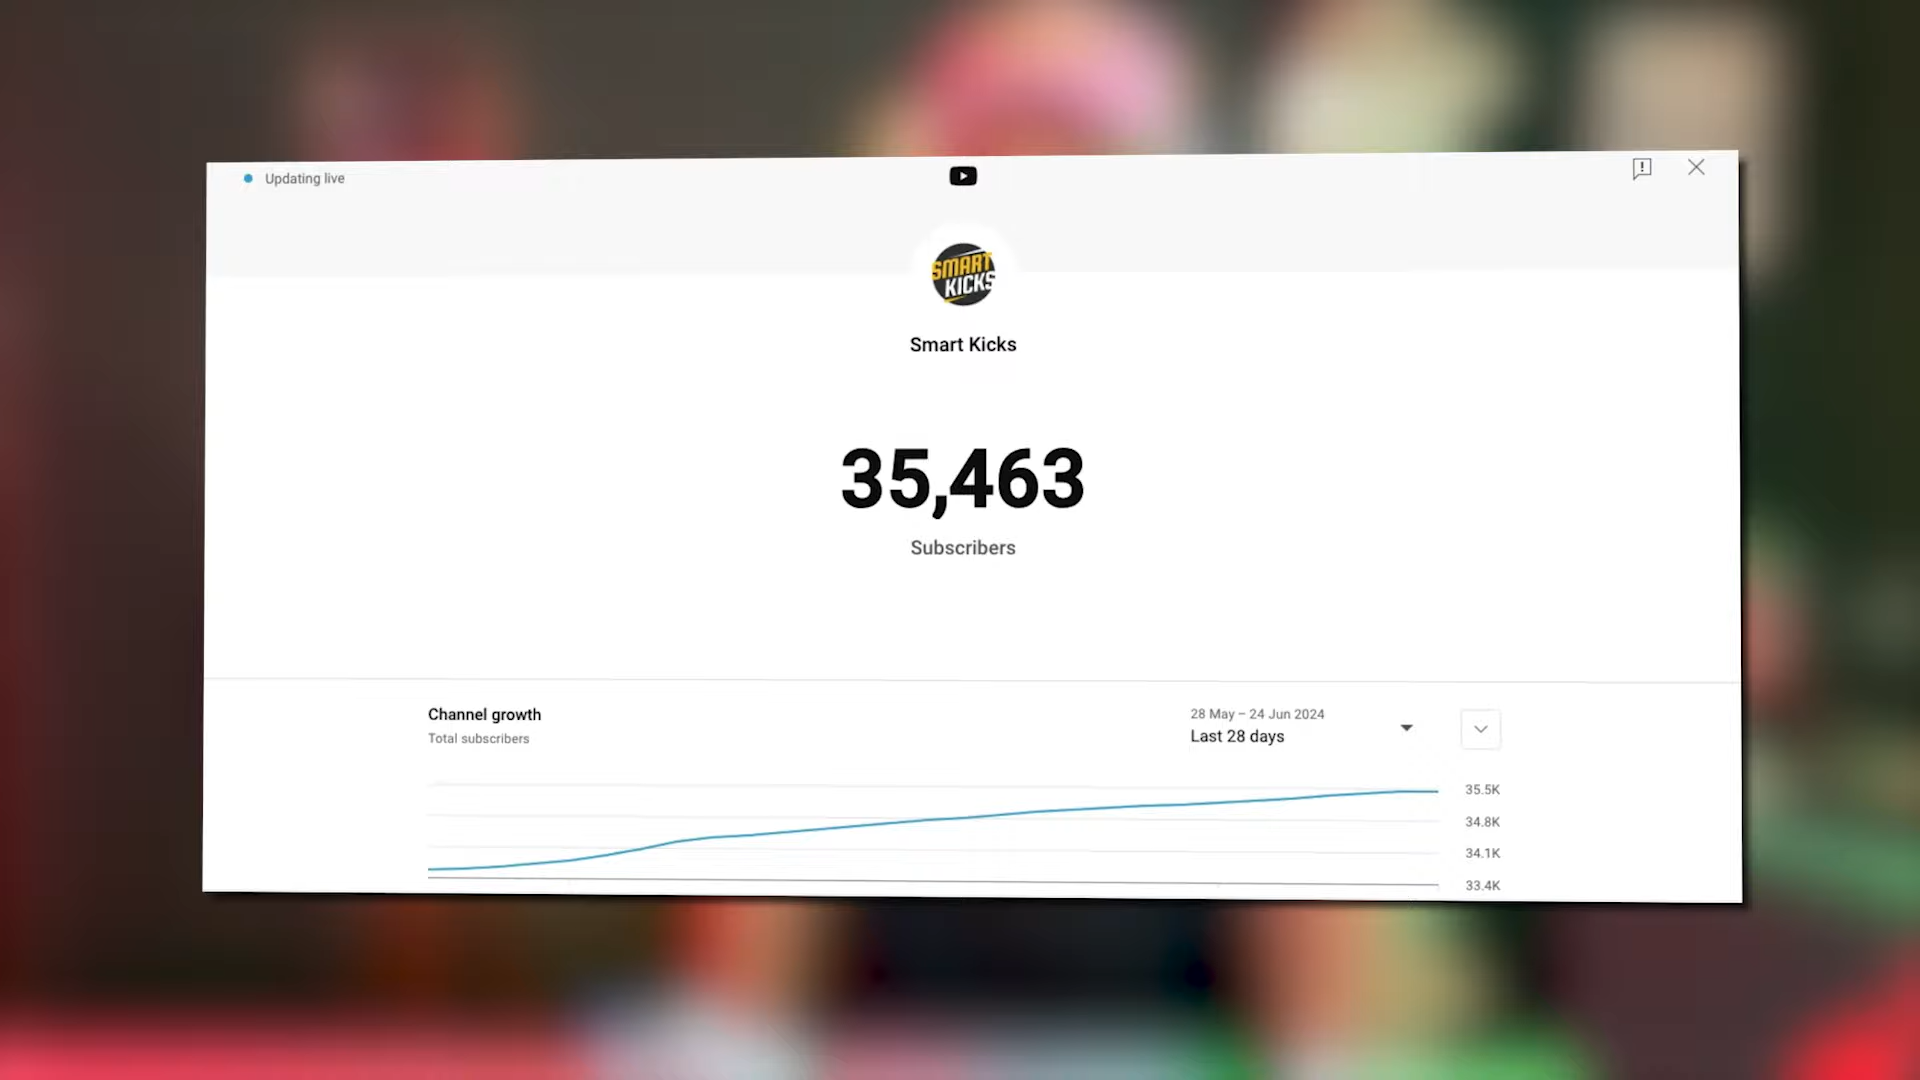 Updating live
SMART
KICKS
Smart Kicks
35,463
Subscribers
Channel growth
Total subscribers
28 May – 24 Jun 2024
Last 28 days
35.5K
34.8K
34.1K
33.4K